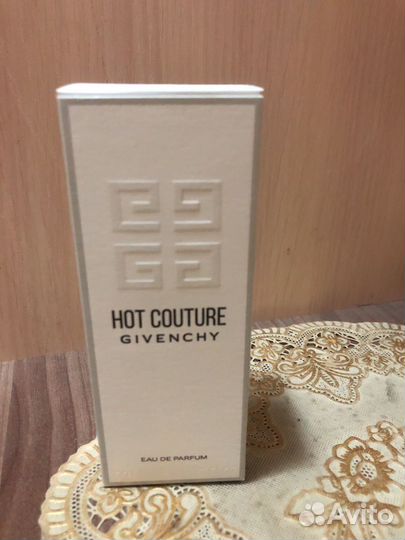 HOT COUTURE
GIVENCHY
EAU DE PARFUM
Avito